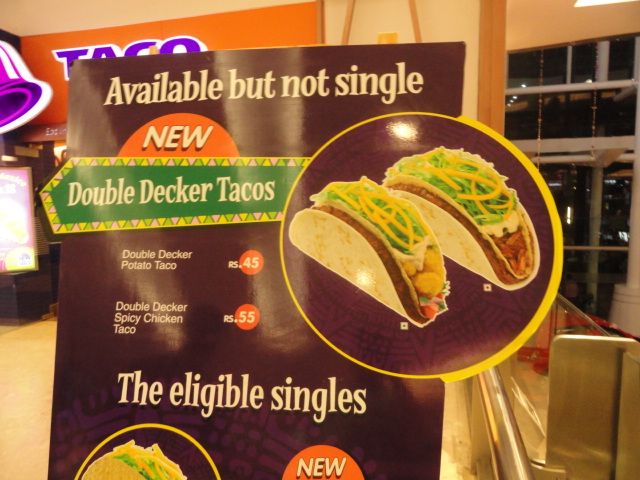 TACO
Available but not single
NEW
Double Decker Tacos
Double Decker
Potato Taco
RS.45
Double Decker
Spicy Chicken
Taco
RS.55
The eligible singles
NEW